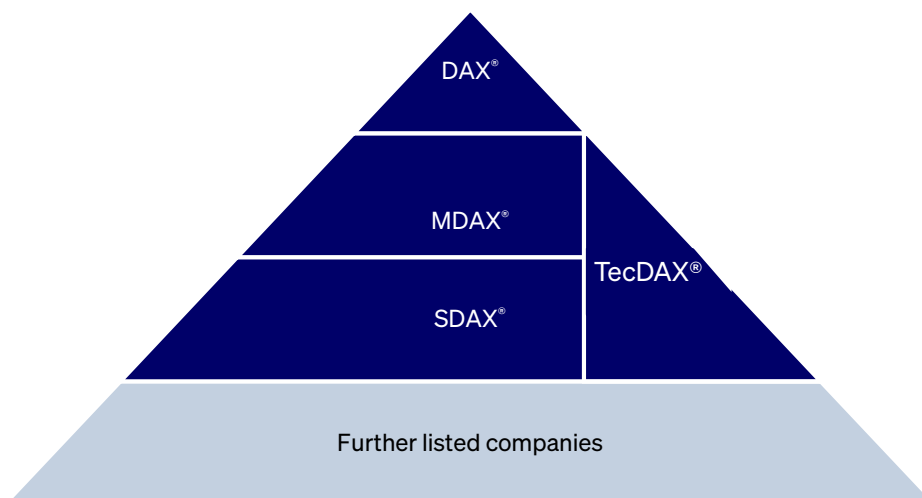 DAX®
MDAX®
TecDAX®
SDAX®
Further listed companies